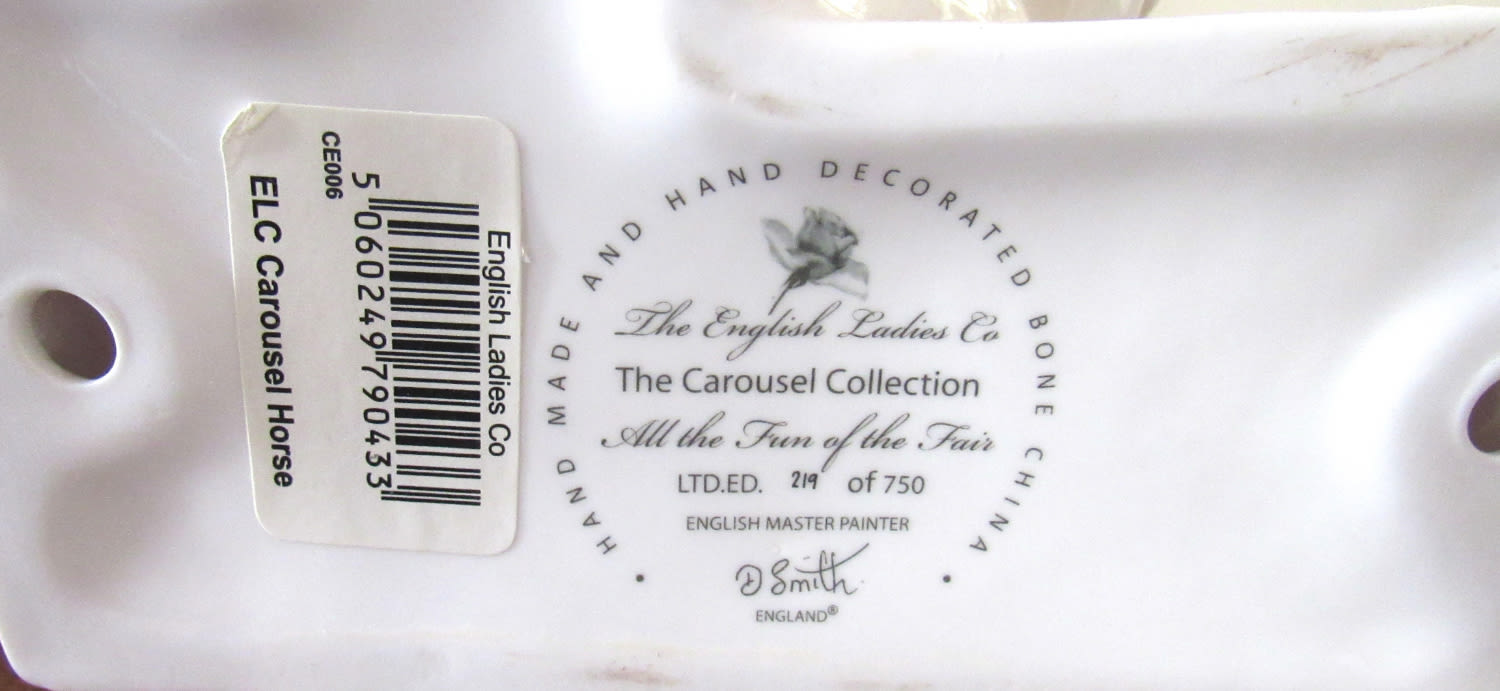 English Ladies Co
5 060249 790433
CE006
ELC Carousel Horse
HAND MADE AND HAND DECORATED BONE CHINA
The English Ladies Co
The Carousel Collection
All the Fun of the Fair
LTD.ED. 219 of 750
ENGLISH MASTER PAINTER
D Smith
ENGLAND®